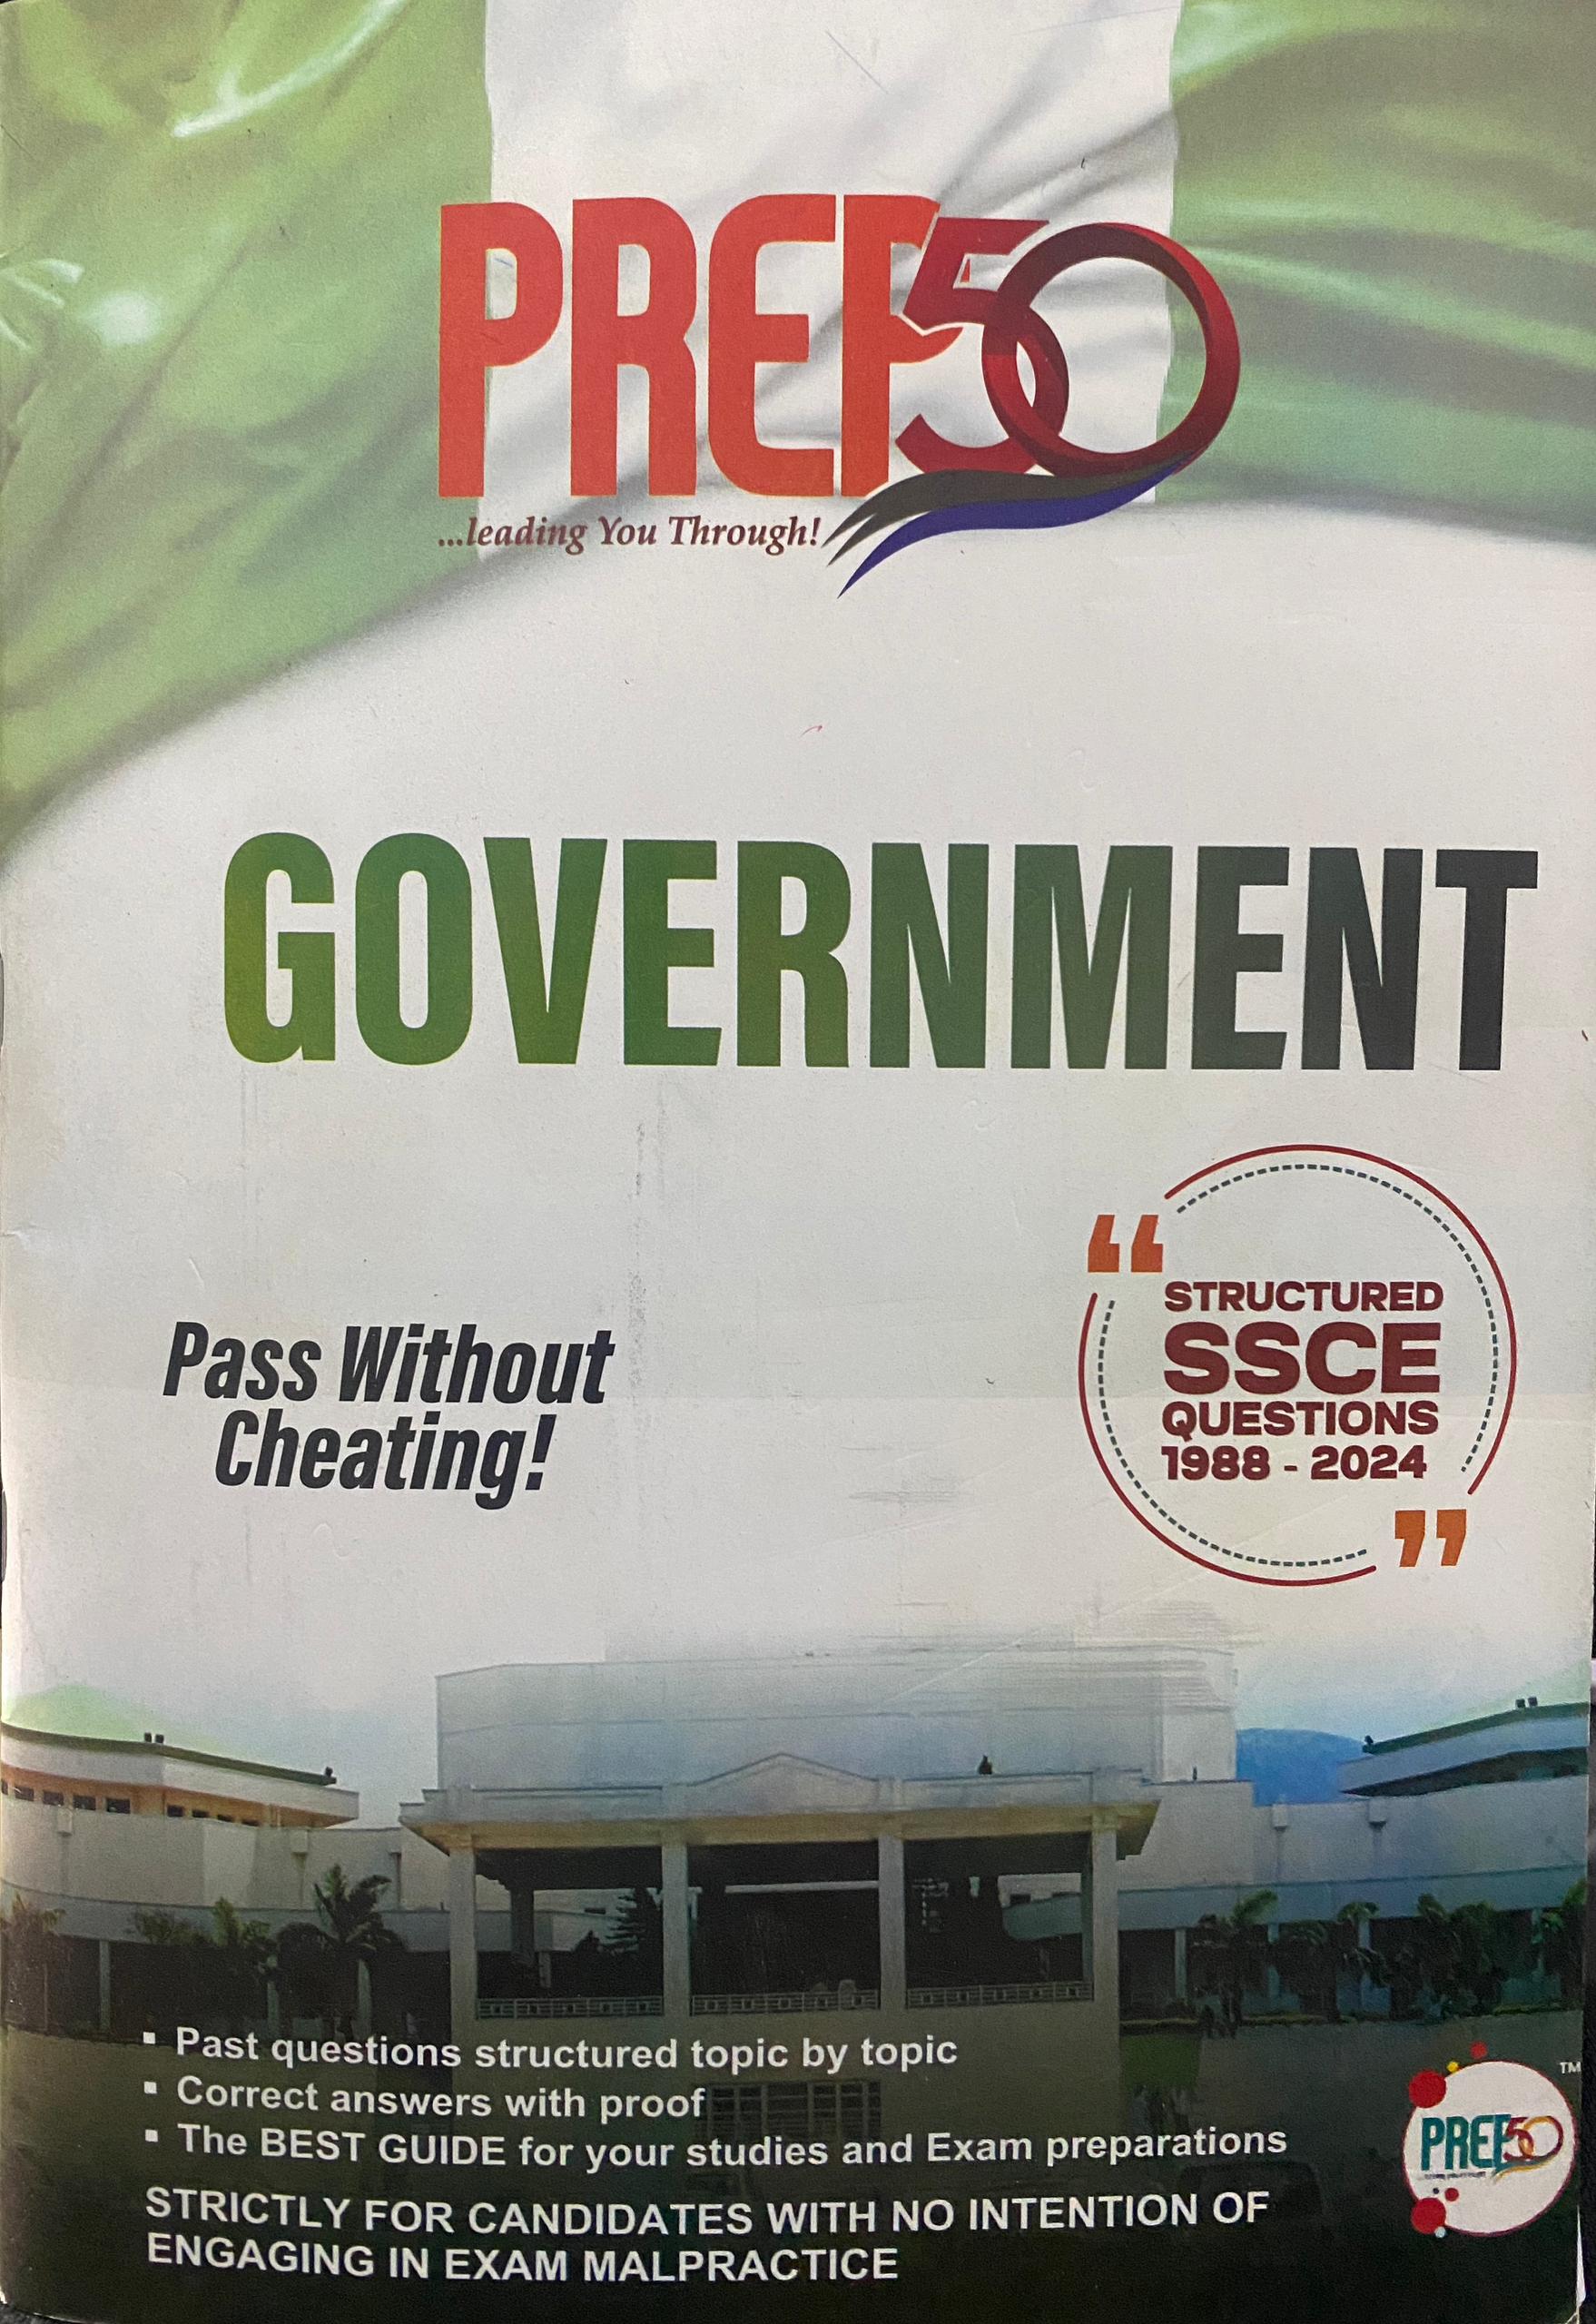 PREP50
...leading You Through!
GOVERNMENT
Pass Without
Cheating!
“
STRUCTURED
SSCE
QUESTIONS
1988 - 2024
”
▪ Past questions structured topic by topic
▪ Correct answers with proof
▪ The BEST GUIDE for your studies and Exam preparations
STRICTLY FOR CANDIDATES WITH NO INTENTION OF
ENGAGING IN EXAM MALPRACTICE
TM
PREP50